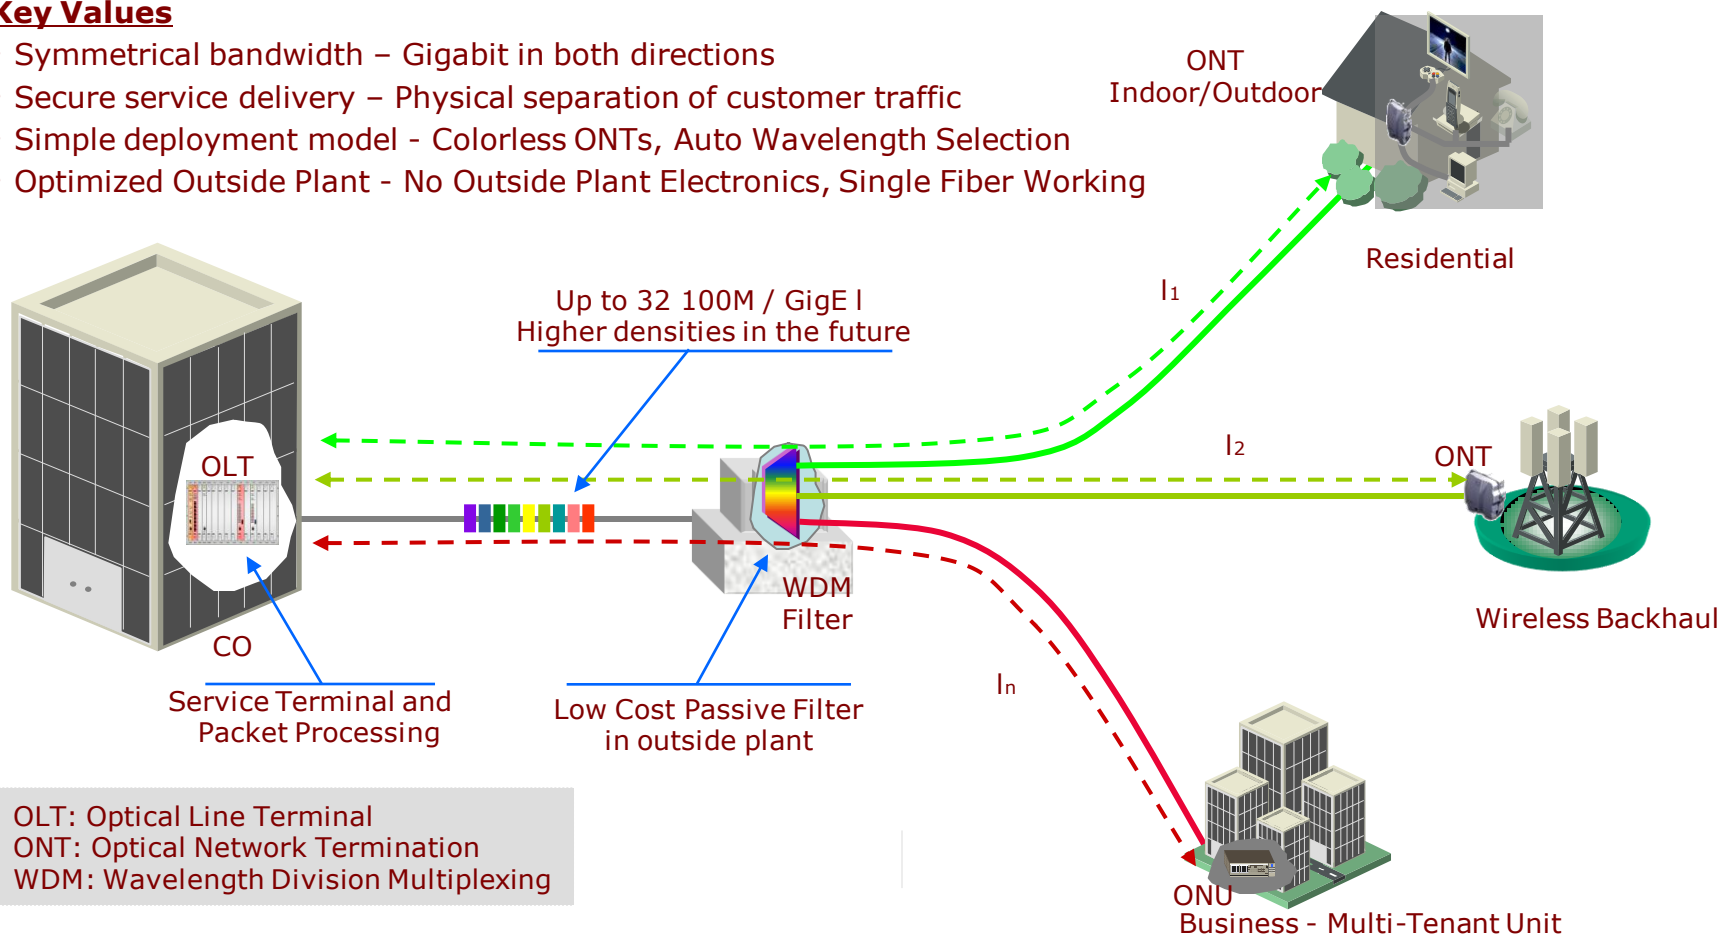 Key Values
Symmetrical bandwidth – Gigabit in both directions
Secure service delivery – Physical separation of customer traffic
Simple deployment model - Colorless ONTs, Auto Wavelength Selection
Optimized Outside Plant - No Outside Plant Electronics, Single Fiber Working
ONT
Indoor/Outdoor
Residential
Up to 32 100M / GigE l
Higher densities in the future
l1
l2
ONT
OLT
WDM
Filter
Wireless Backhaul
CO
ln
Service Terminal and
Packet Processing
Low Cost Passive Filter
in outside plant
OLT: Optical Line Terminal
ONT: Optical Network Termination
WDM: Wavelength Division Multiplexing
ONU
Business - Multi-Tenant Unit